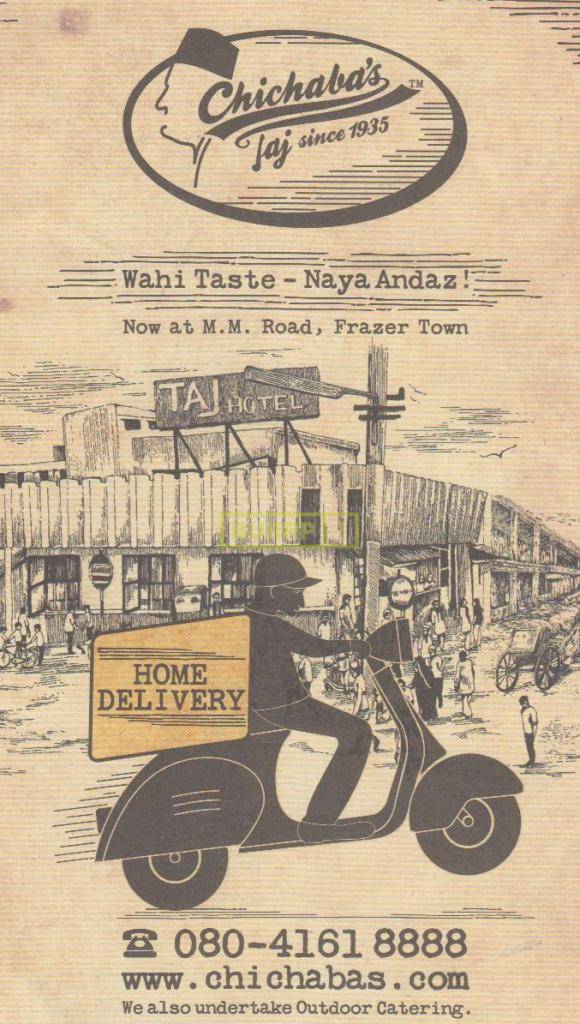 Chichaba's TM
Taj since 1935
Wahi Taste - Naya Andaz!
Now at M.M. Road, Frazer Town
TAJ HOTEL
HOME
DELIVERY
080-4161 8888
www.chichabas.com
We also undertake Outdoor Catering.